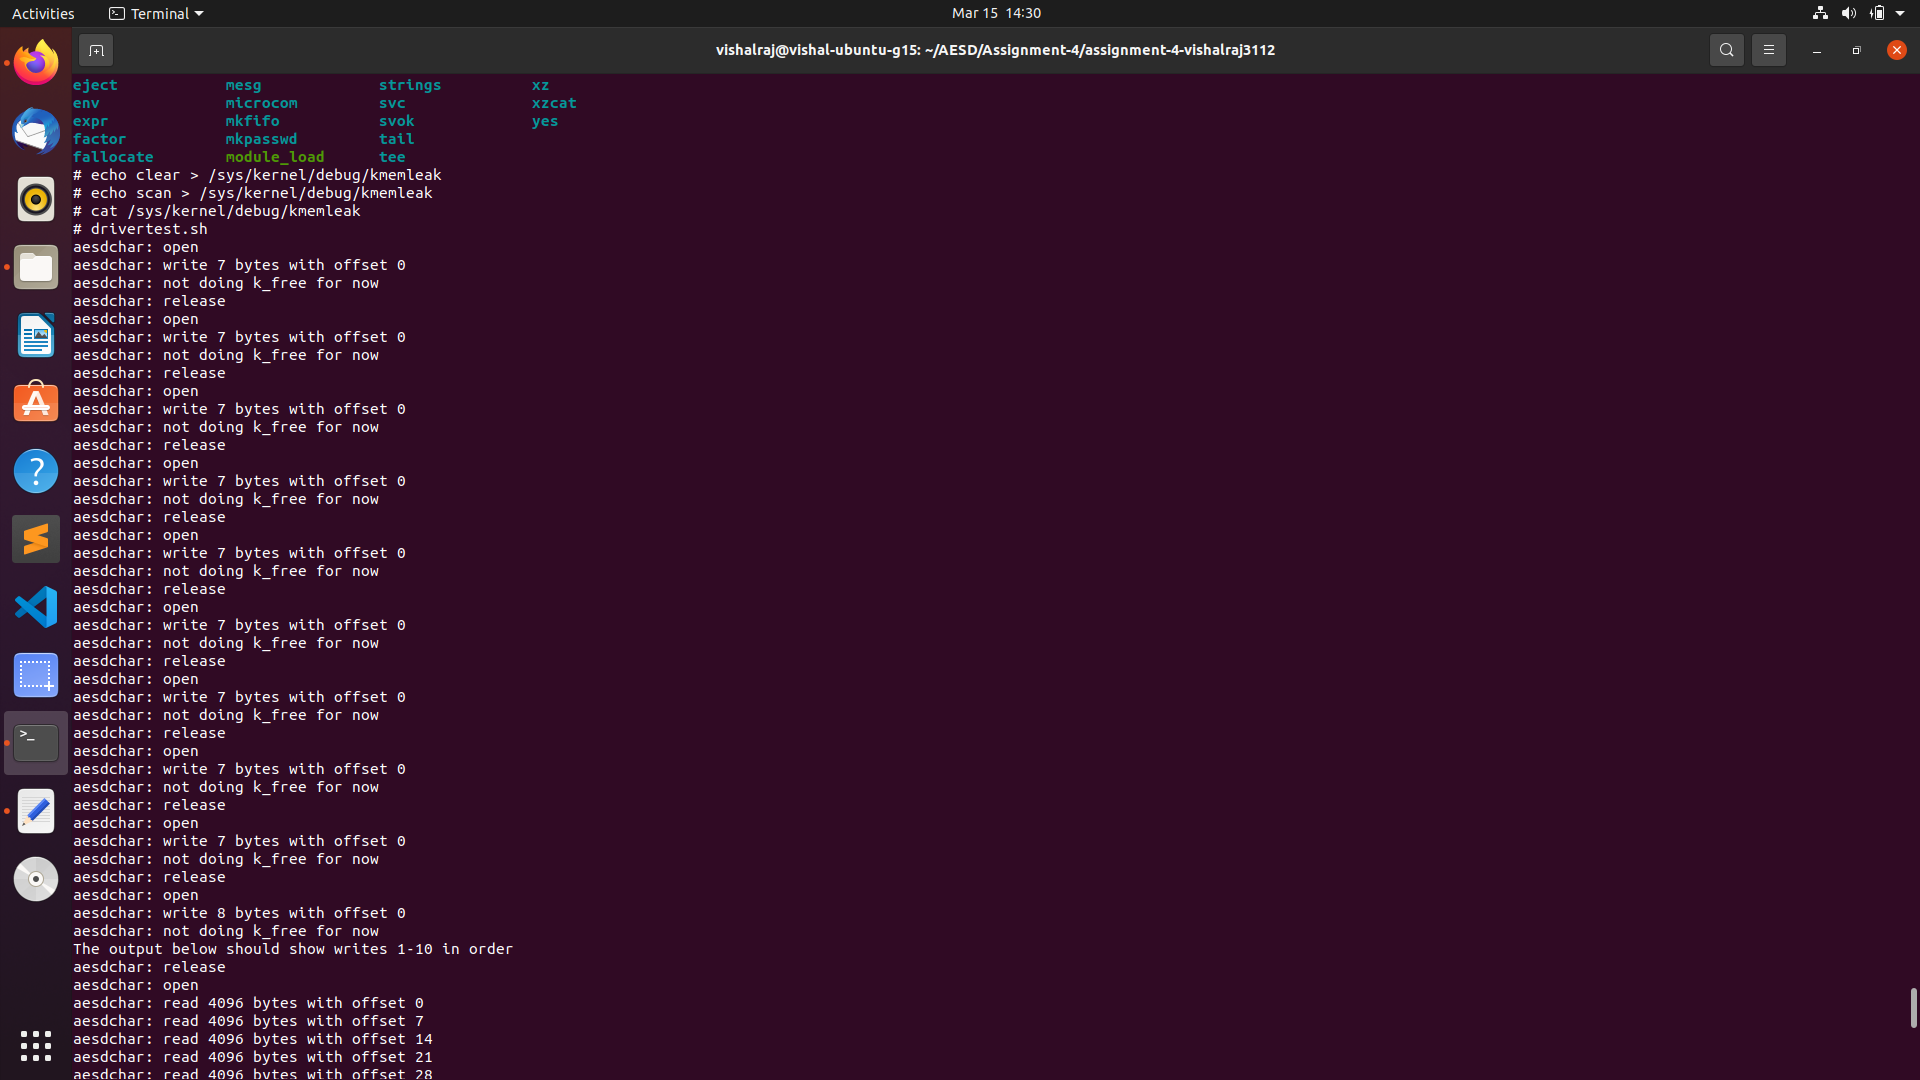 Activities Terminal Mar 15 14:30
vishalraj@vishal-ubuntu-g15: ~/AESD/Assignment-4/assignment-4-vishalraj3112
eject mesg strings xz
env microcom svc xzcat
expr mkfifo svok yes
factor mkpasswd tail
fallocate module_load tee
# echo clear > /sys/kernel/debug/kmemleak
# echo scan > /sys/kernel/debug/kmemleak
# cat /sys/kernel/debug/kmemleak
# drivertest.sh
aesdchar: open
aesdchar: write 7 bytes with offset 0
aesdchar: not doing k_free for now
aesdchar: release
aesdchar: open
aesdchar: write 7 bytes with offset 0
aesdchar: not doing k_free for now
aesdchar: release
aesdchar: open
aesdchar: write 7 bytes with offset 0
aesdchar: not doing k_free for now
aesdchar: release
aesdchar: open
aesdchar: write 7 bytes with offset 0
aesdchar: not doing k_free for now
aesdchar: release
aesdchar: open
aesdchar: write 7 bytes with offset 0
aesdchar: not doing k_free for now
aesdchar: release
aesdchar: open
aesdchar: write 7 bytes with offset 0
aesdchar: not doing k_free for now
aesdchar: release
aesdchar: open
aesdchar: write 7 bytes with offset 0
aesdchar: not doing k_free for now
aesdchar: release
aesdchar: open
aesdchar: write 7 bytes with offset 0
aesdchar: not doing k_free for now
aesdchar: release
aesdchar: open
aesdchar: write 7 bytes with offset 0
aesdchar: not doing k_free for now
aesdchar: release
aesdchar: open
aesdchar: write 8 bytes with offset 0
aesdchar: not doing k_free for now
The output below should show writes 1-10 in order
aesdchar: release
aesdchar: open
aesdchar: read 4096 bytes with offset 0
aesdchar: read 4096 bytes with offset 7
aesdchar: read 4096 bytes with offset 14
aesdchar: read 4096 bytes with offset 21
aesdchar: read 4096 bytes with offset 28